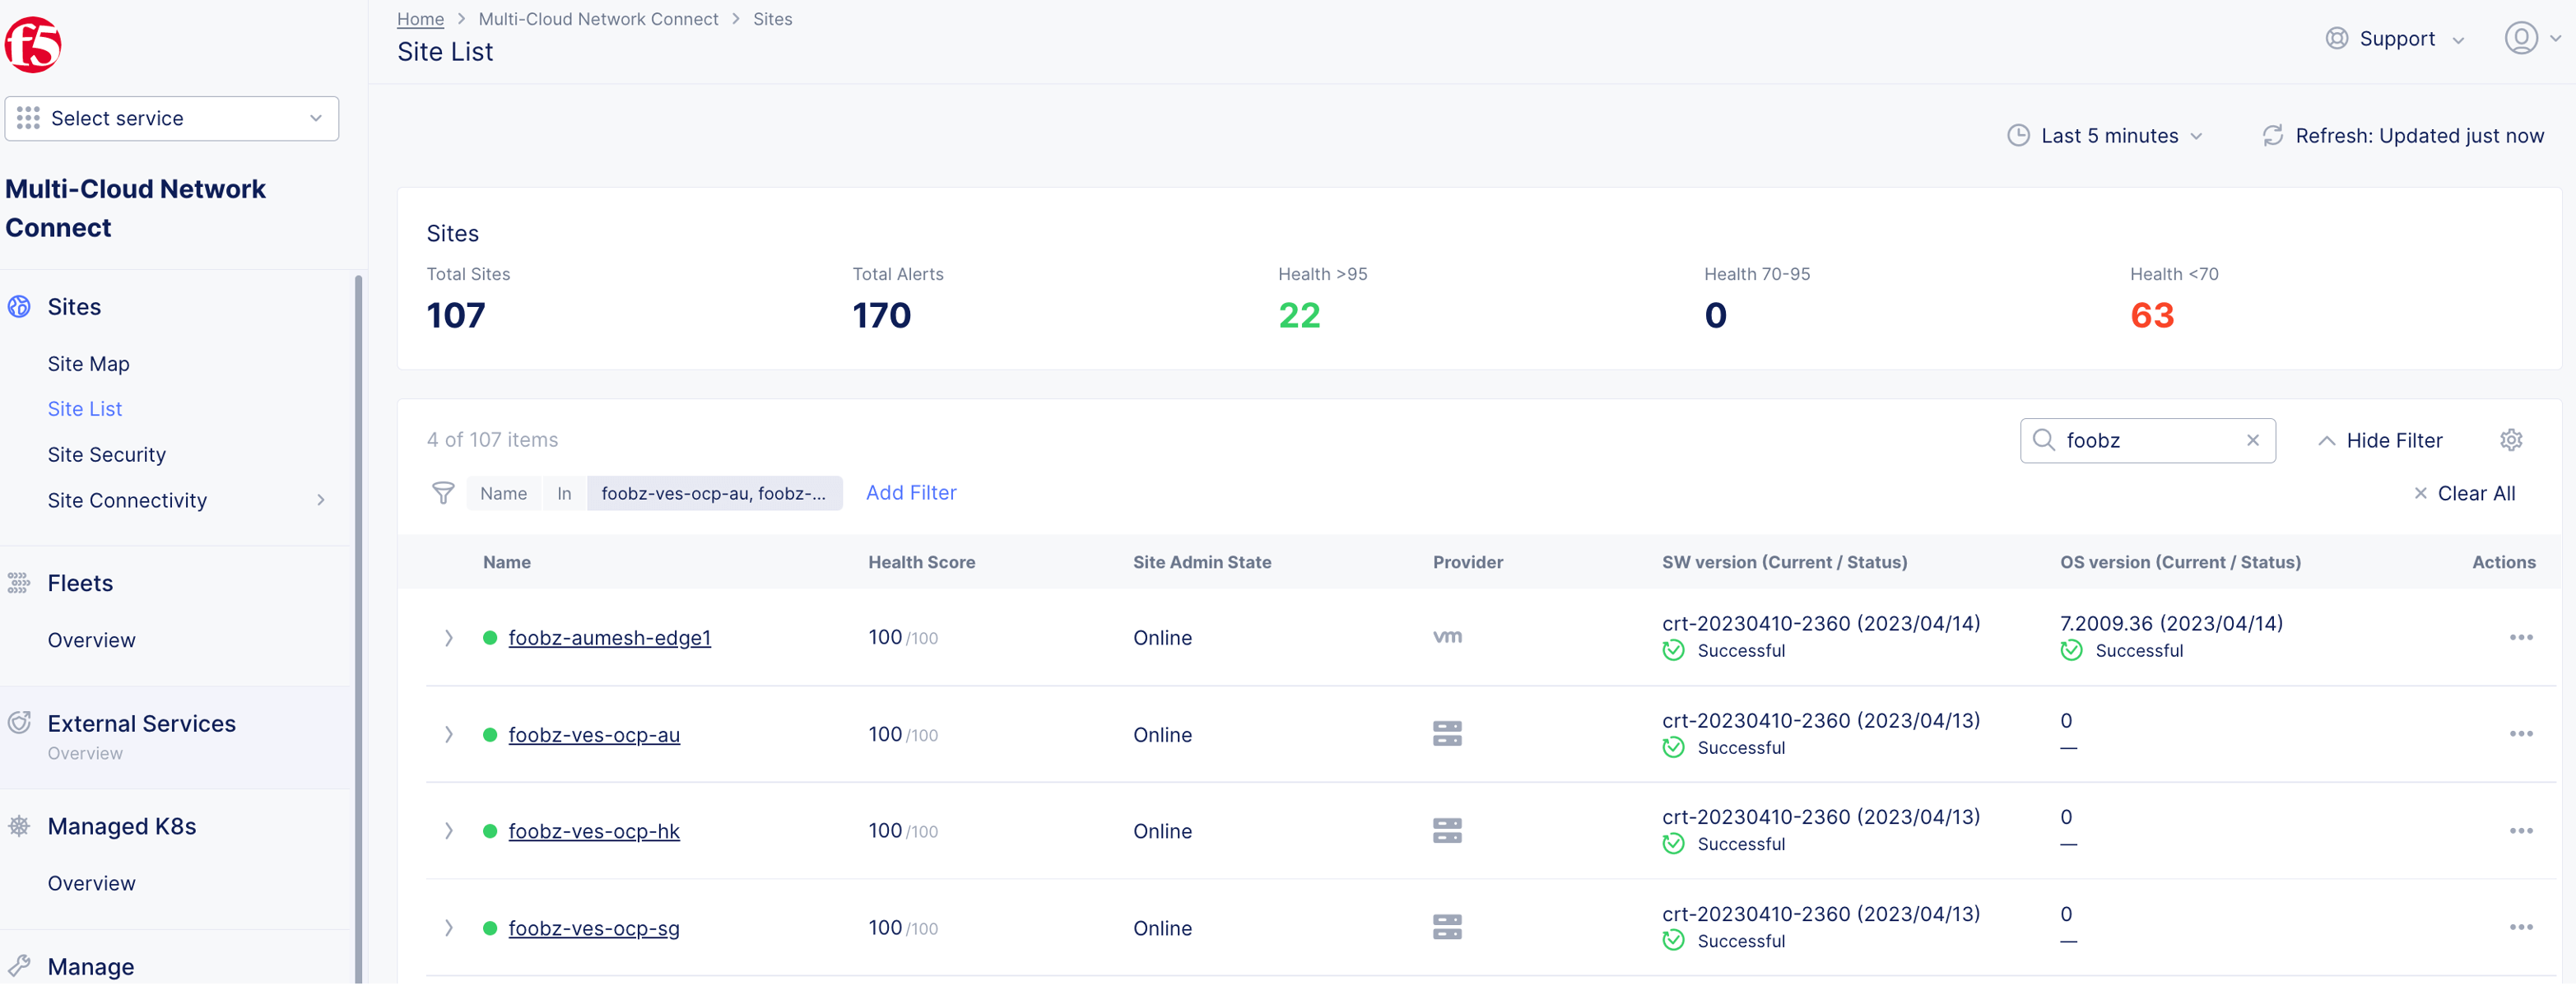 f5
Home > Multi-Cloud Network Connect > Sites
Site List
Support
Select service
Last 5 minutes
Refresh: Updated just now
Multi-Cloud Network
Connect
Sites
Site Map
Site List
Site Security
Site Connectivity
Fleets
Overview
External Services
Overview
Managed K8s
Overview
Manage
Sites
Total Sites
107
Total Alerts
170
Health >95
22
Health 70-95
0
Health <70
63
4 of 107 items
foobz
Hide Filter
Name In foobz-ves-ocp-au, foobz-...
Add Filter
Clear All
Name Health Score Site Admin State Provider SW version (Current / Status) OS version (Current / Status) Actions
foobz-aumesh-edge1 100 /100 Online vm crt-20230410-2360 (2023/04/14) 7.2009.36 (2023/04/14)
Successful Successful
foobz-ves-ocp-au 100 /100 Online crt-20230410-2360 (2023/04/13) 0
Successful —
foobz-ves-ocp-hk 100 /100 Online crt-20230410-2360 (2023/04/13) 0
Successful —
foobz-ves-ocp-sg 100 /100 Online crt-20230410-2360 (2023/04/13) 0
Successful —